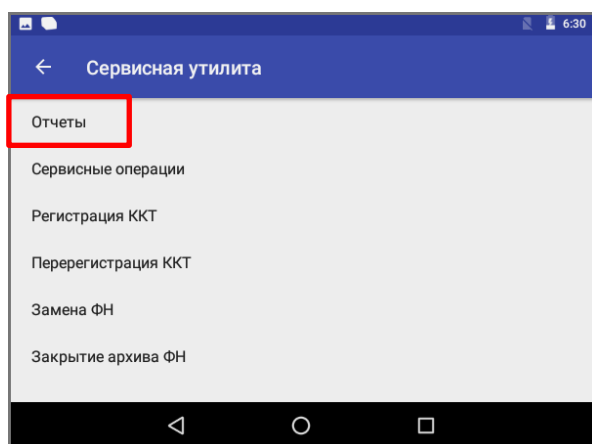 6:30
Сервисная утилита
Отчеты
Сервисные операции
Регистрация ККТ
Перерегистрация ККТ
Замена ФН
Закрытие архива ФН